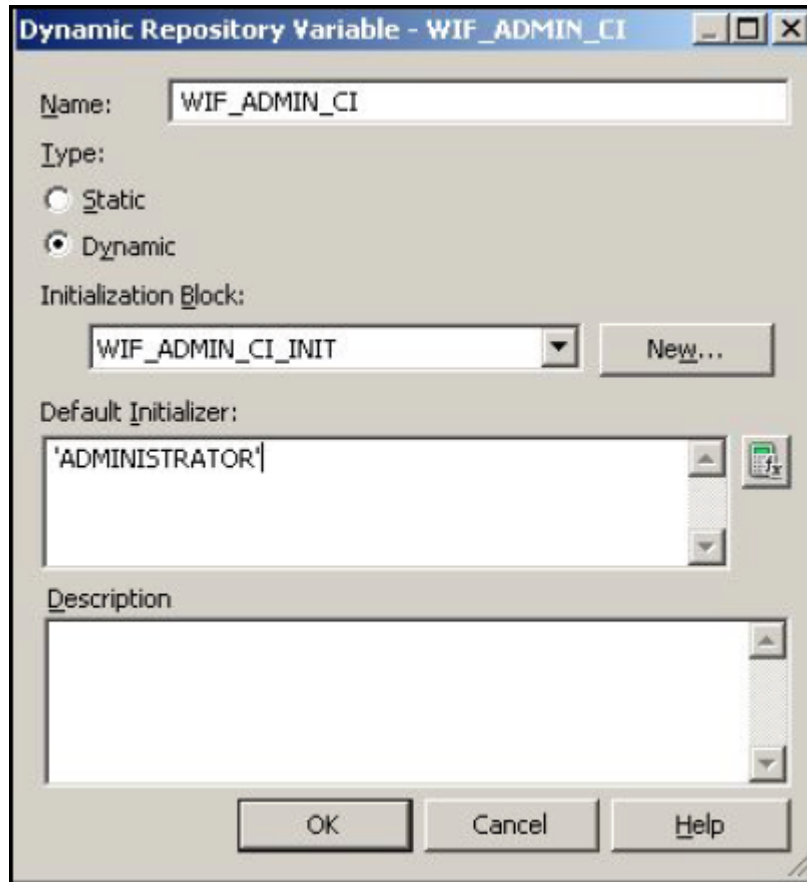 Dynamic Repository Variable - WIF_ADMIN_CI
Name: WIF_ADMIN_CI
Type:
Static
Dynamic
Initialization Block:
WIF_ADMIN_CI_INIT New...
Default Initializer:
'ADMINISTRATOR'
fx
Description
OK Cancel Help